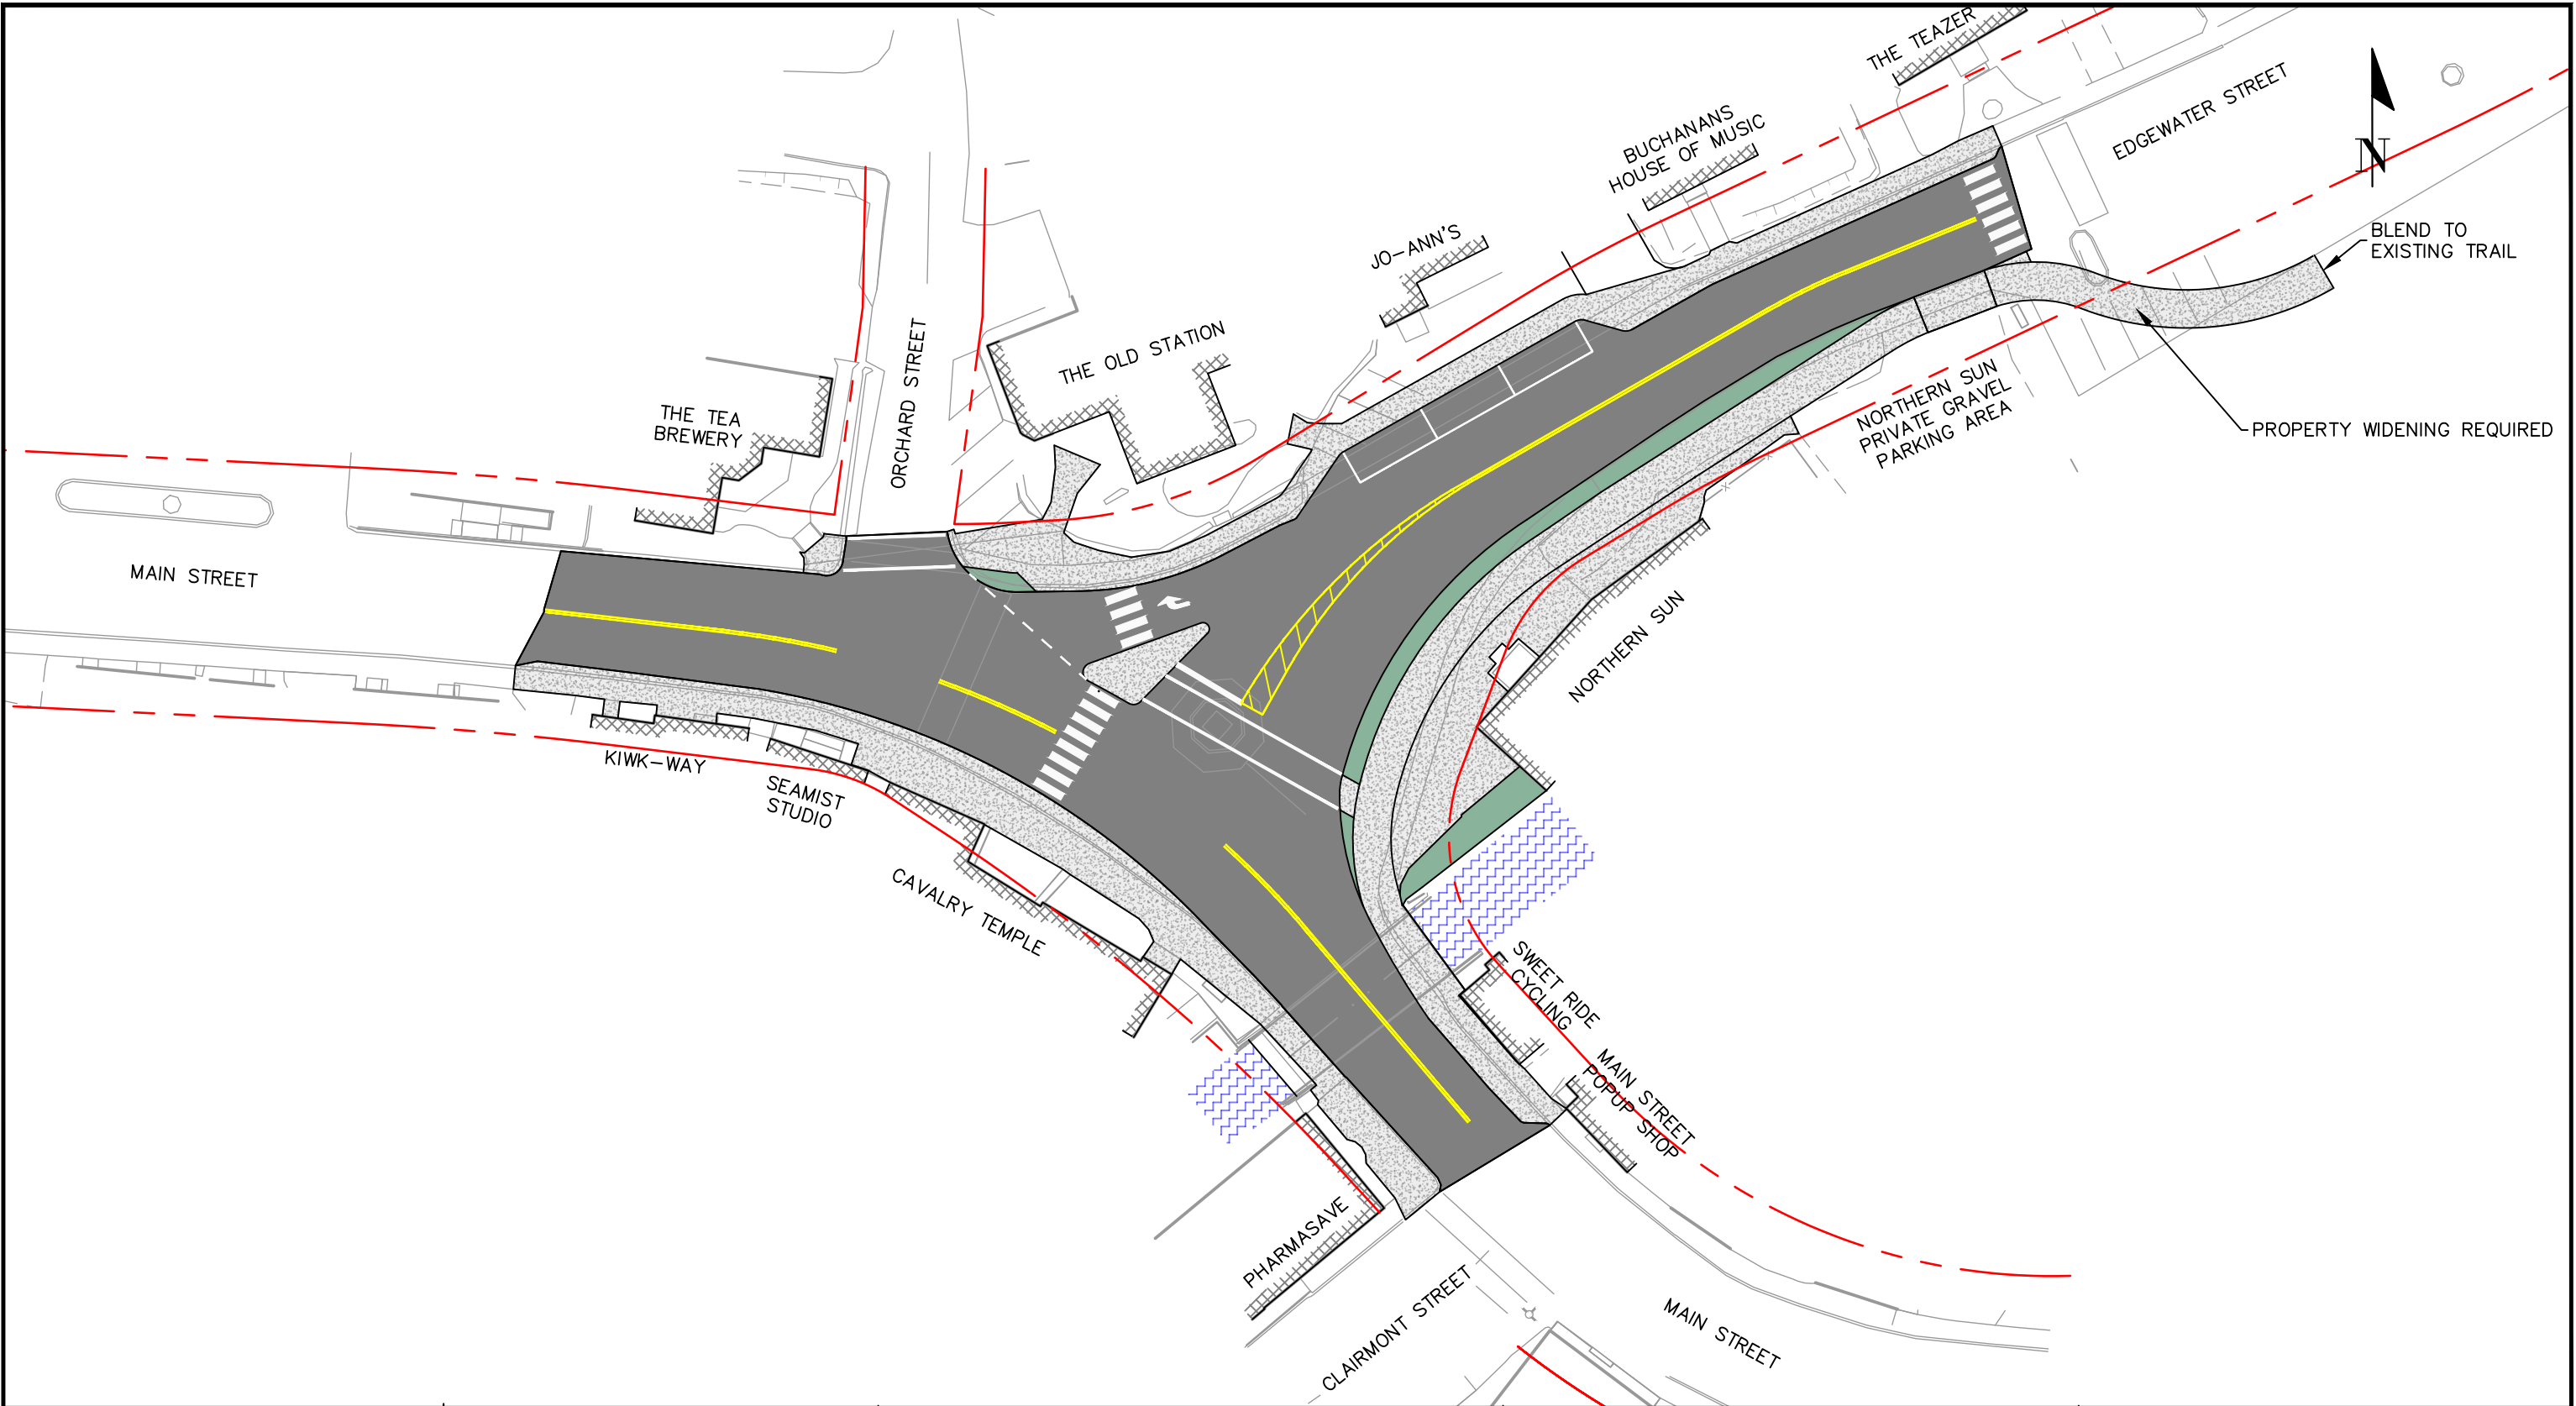 THE TEAZER
EDGEWATER STREET
N
BUCHANANS
HOUSE OF MUSIC
JO-ANN'S
BLEND TO
EXISTING TRAIL
THE OLD STATION
ORCHARD STREET
THE TEA
BREWERY
NORTHERN SUN
PRIVATE GRAVEL
PARKING AREA
PROPERTY WIDENING REQUIRED
MAIN STREET
NORTHERN SUN
KIWK-WAY
SEAMIST
STUDIO
CAVALRY TEMPLE
SWEET RIDE
CYCLING
MAIN STREET
POPUP SHOP
PHARMASAVE
CLAIRMONT STREET
MAIN STREET